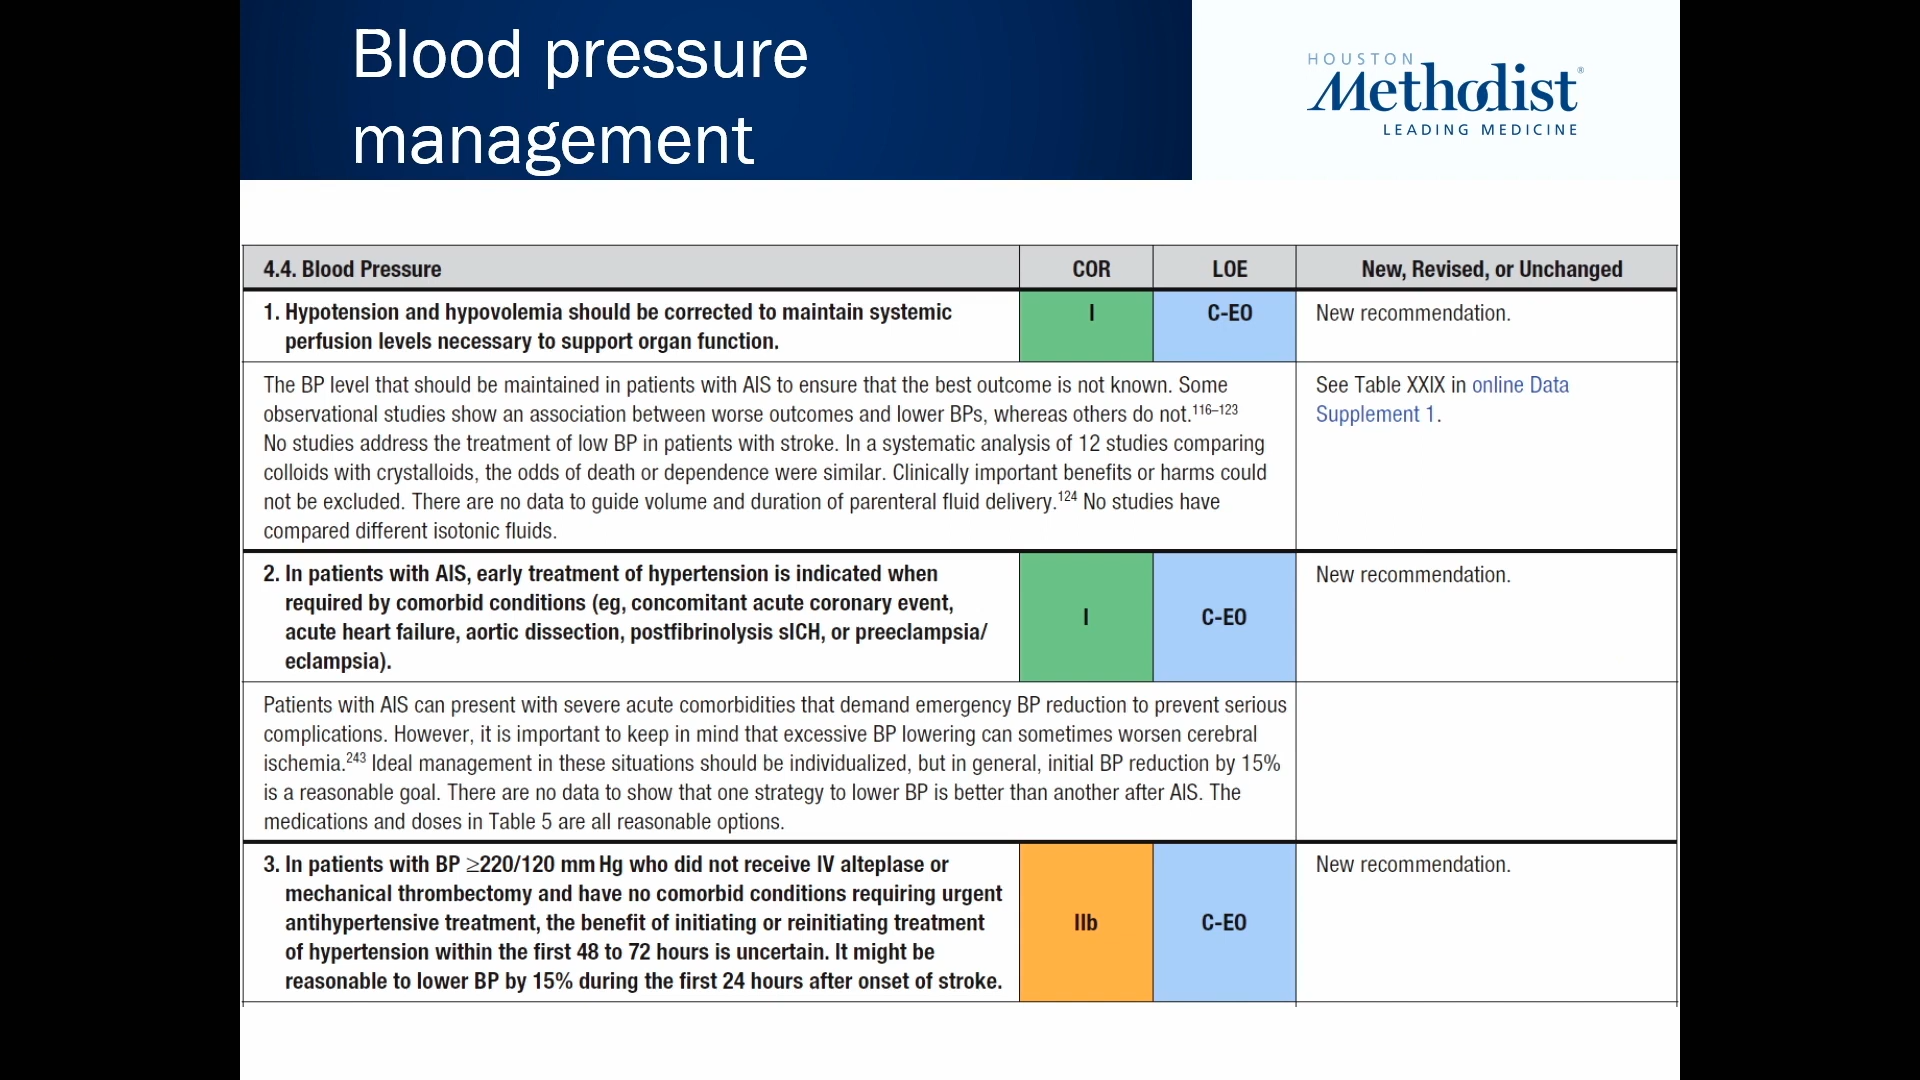 Blood pressure
management
HOUSTON
Methodist®
LEADING MEDICINE
4.4. Blood Pressure COR LOE New, Revised, or Unchanged
1. Hypotension and hypovolemia should be corrected to maintain systemic
perfusion levels necessary to support organ function.
I C-EO New recommendation.
The BP level that should be maintained in patients with AIS to ensure that the best outcome is not known. Some
observational studies show an association between worse outcomes and lower BPs, whereas others do not.116–123
No studies address the treatment of low BP in patients with stroke. In a systematic analysis of 12 studies comparing
colloids with crystalloids, the odds of death or dependence were similar. Clinically important benefits or harms could
not be excluded. There are no data to guide volume and duration of parenteral fluid delivery.124 No studies have
compared different isotonic fluids.
See Table XXIX in online Data
Supplement 1.
2. In patients with AIS, early treatment of hypertension is indicated when
required by comorbid conditions (eg, concomitant acute coronary event,
acute heart failure, aortic dissection, postfibrinolysis sICH, or preeclampsia/
eclampsia).
I C-EO New recommendation.
Patients with AIS can present with severe acute comorbidities that demand emergency BP reduction to prevent serious
complications. However, it is important to keep in mind that excessive BP lowering can sometimes worsen cerebral
ischemia.243 Ideal management in these situations should be individualized, but in general, initial BP reduction by 15%
is a reasonable goal. There are no data to show that one strategy to lower BP is better than another after AIS. The
medications and doses in Table 5 are all reasonable options.
3. In patients with BP ≥220/120 mm Hg who did not receive IV alteplase or
mechanical thrombectomy and have no comorbid conditions requiring urgent
antihypertensive treatment, the benefit of initiating or reinitiating treatment
of hypertension within the first 48 to 72 hours is uncertain. It might be
reasonable to lower BP by 15% during the first 24 hours after onset of stroke.
IIb C-EO New recommendation.